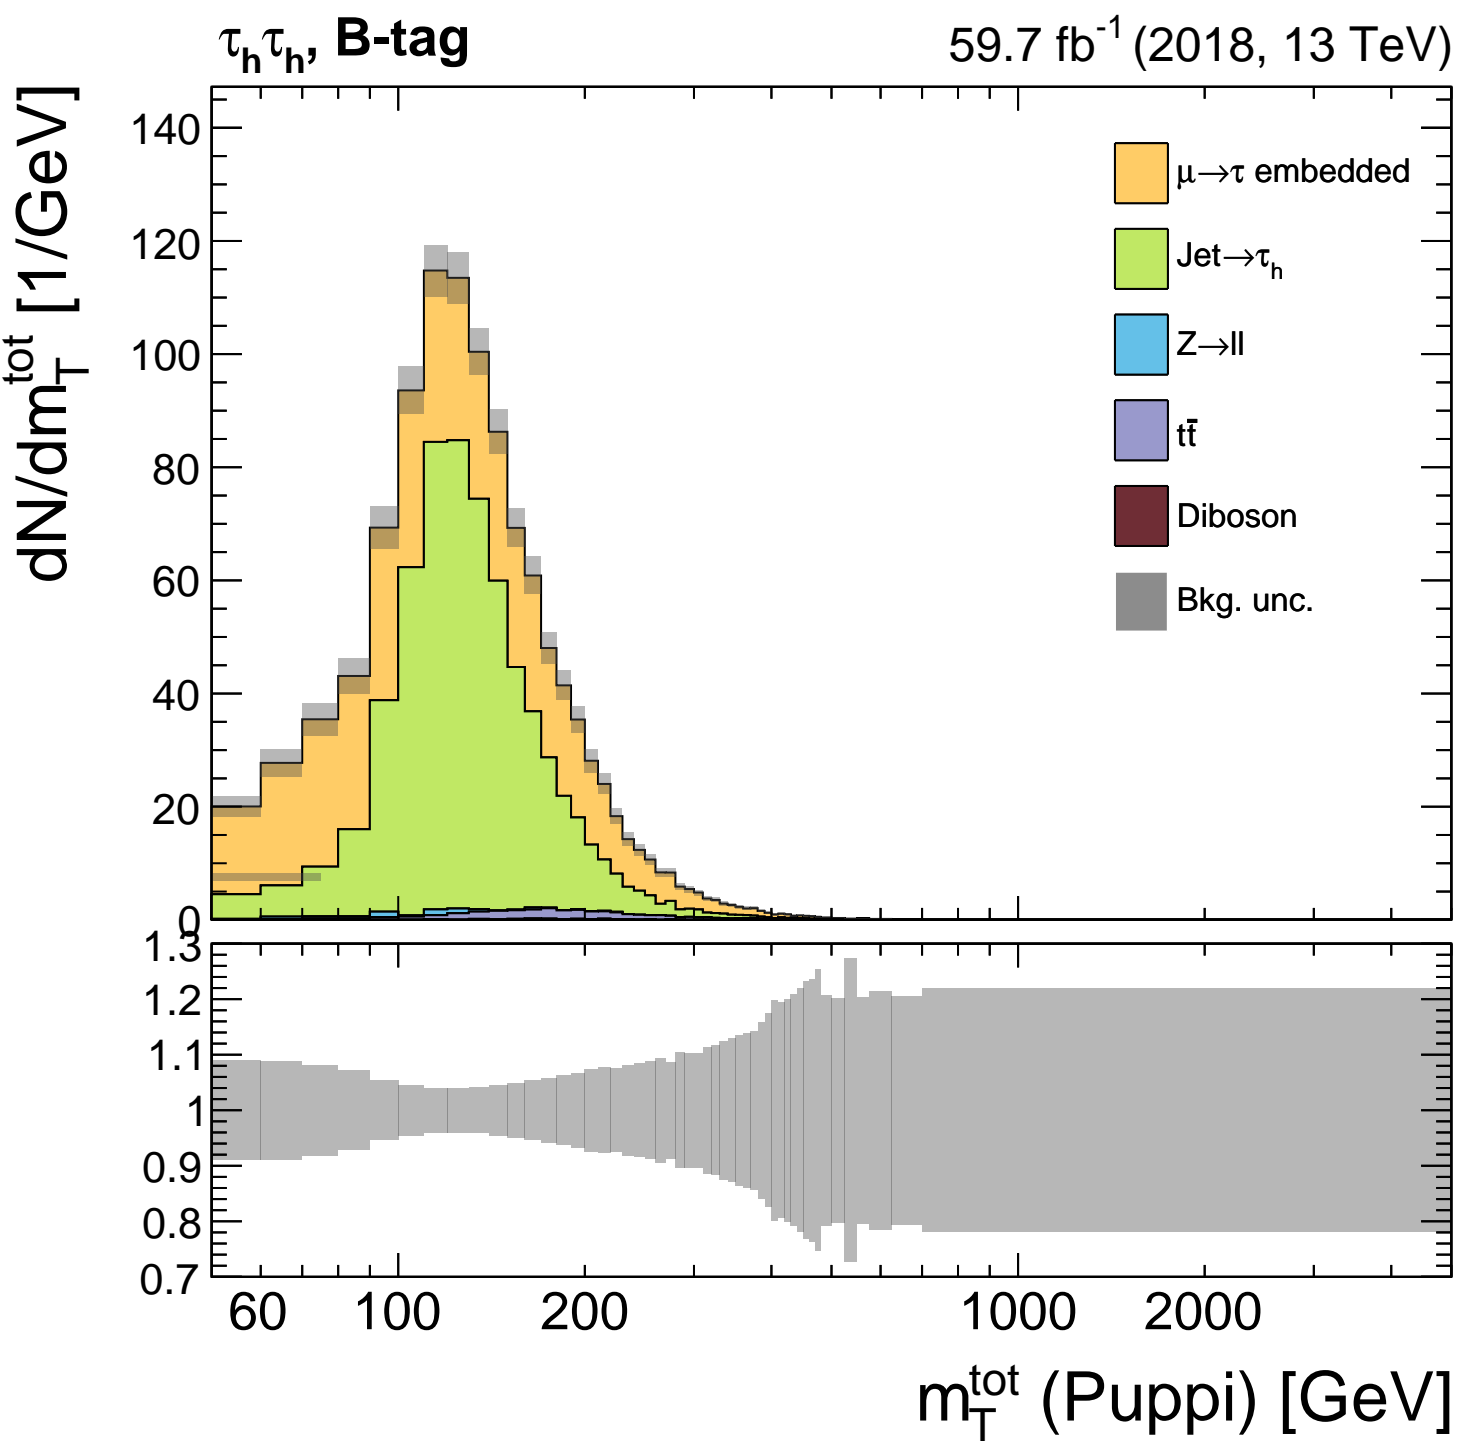 τhτh, B-tag
59.7 fb-1 (2018, 13 TeV)
dN/dmTtot [1/GeV]
140
120
100
80
60
40
20
0
μ→τ embedded
Jet→τh
Z→ll
tt̄
Diboson
Bkg. unc.
1.3
1.2
1.1
1
0.9
0.8
0.7
60 100 200 1000 2000
mTtot (Puppi) [GeV]